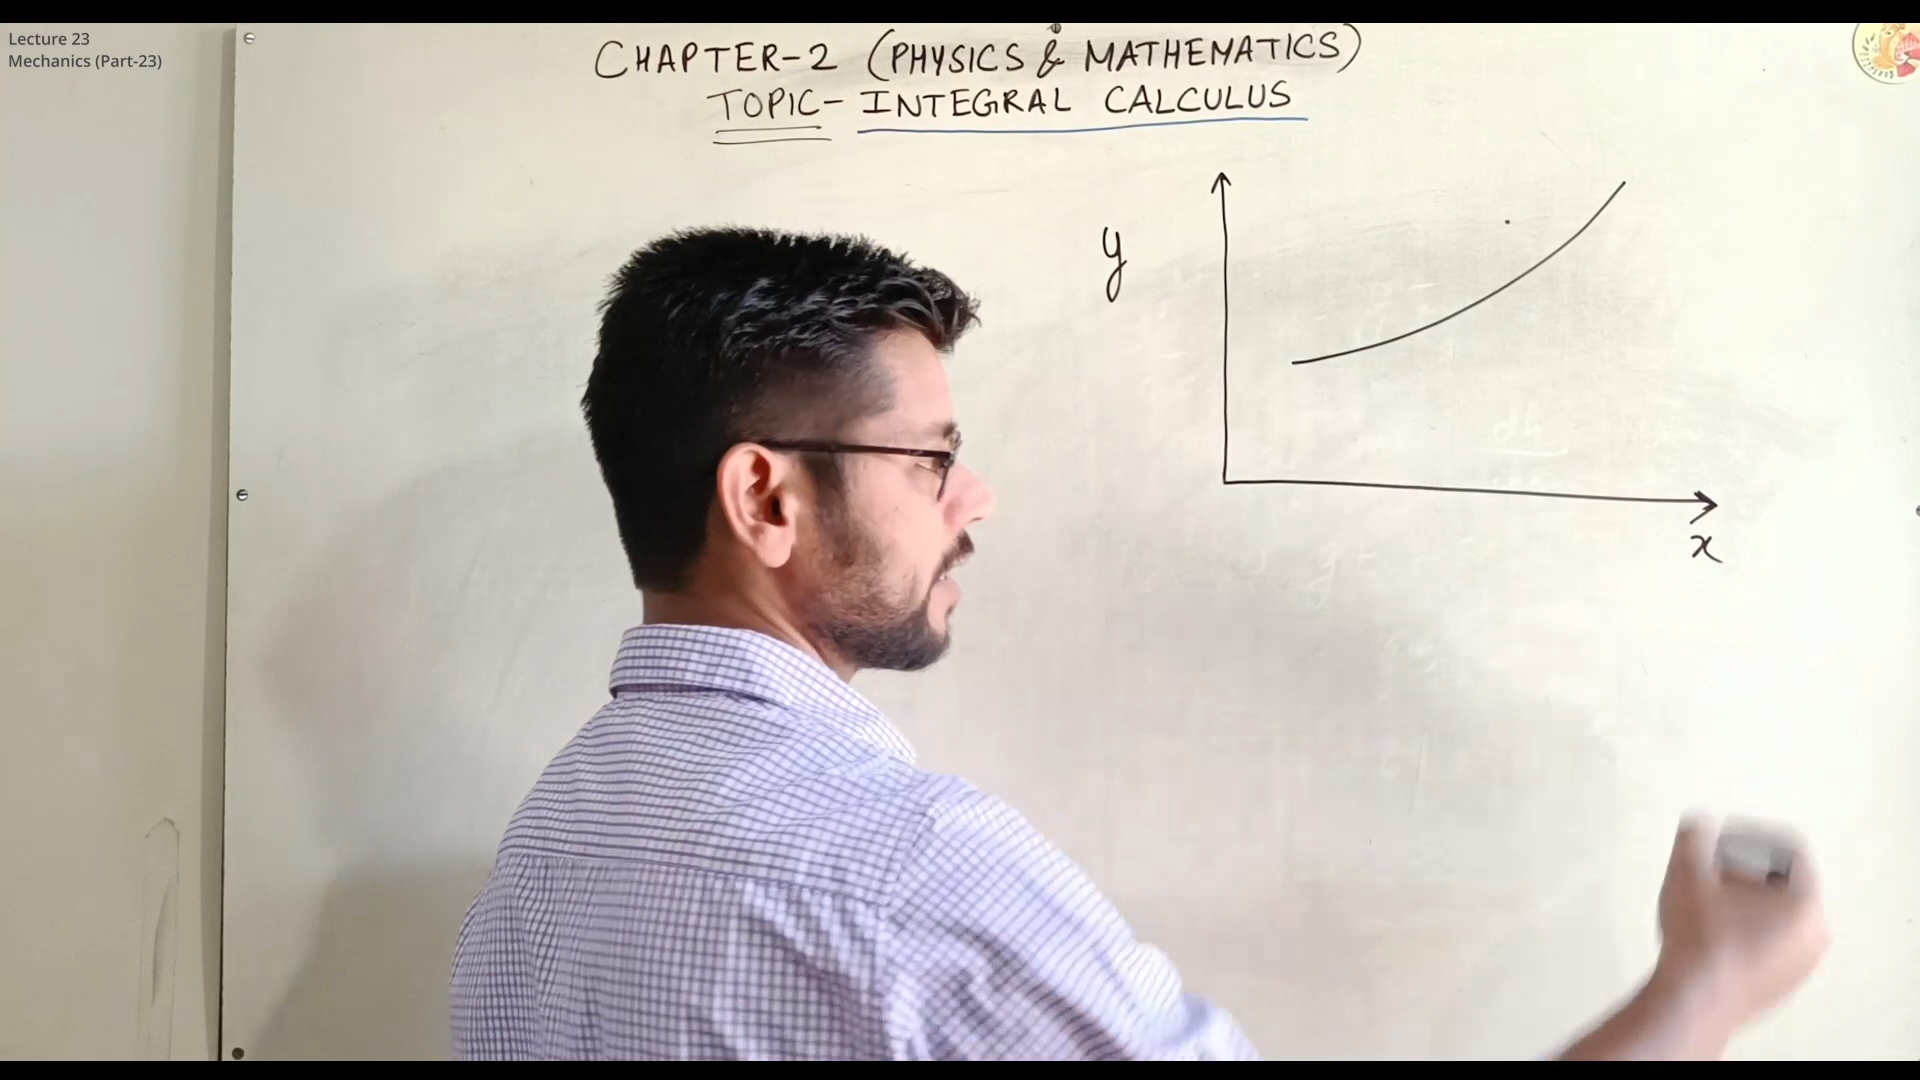 Lecture 23
Mechanics (Part-23)
CHAPTER-2 (PHYSICS & MATHEMATICS)
TOPIC- INTEGRAL CALCULUS
y
x